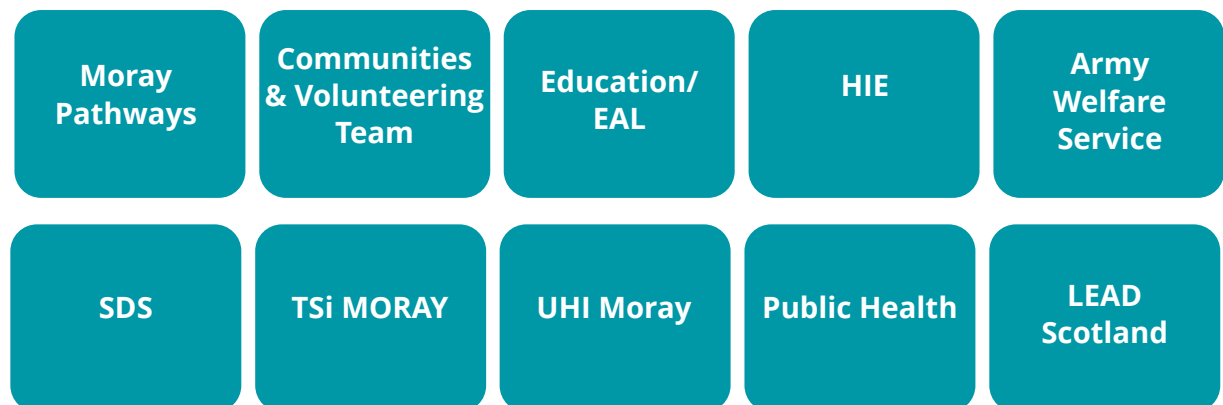 Moray
Pathways
Communities
& Volunteering
Team
Education/
EAL
HIE
Army
Welfare
Service
SDS
TSi MORAY
UHI Moray
Public Health
LEAD
Scotland